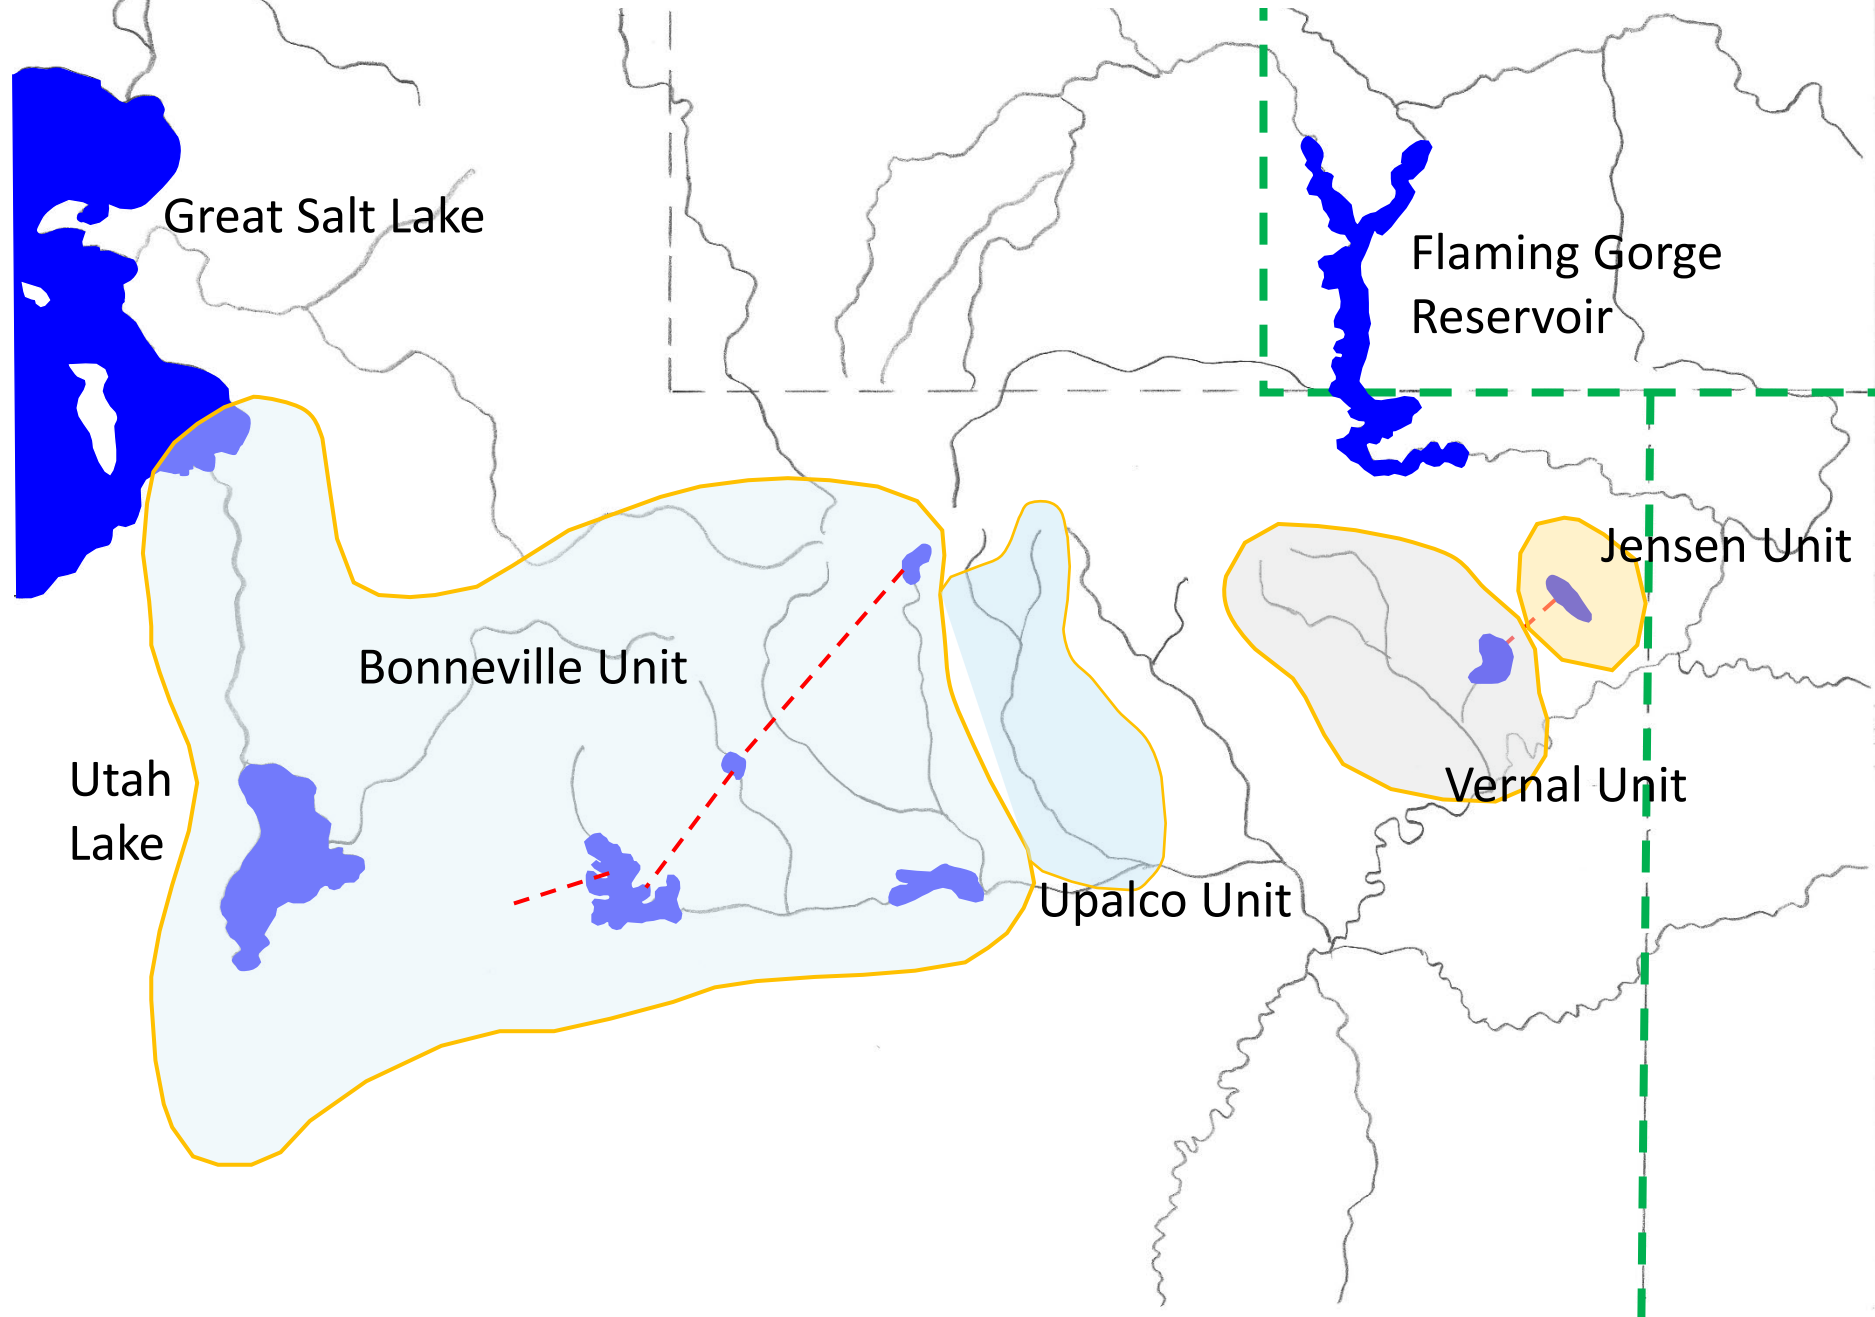 Great Salt Lake
Flaming Gorge
Reservoir
Jensen Unit
Bonneville Unit
Utah
Lake
Vernal Unit
Upalco Unit